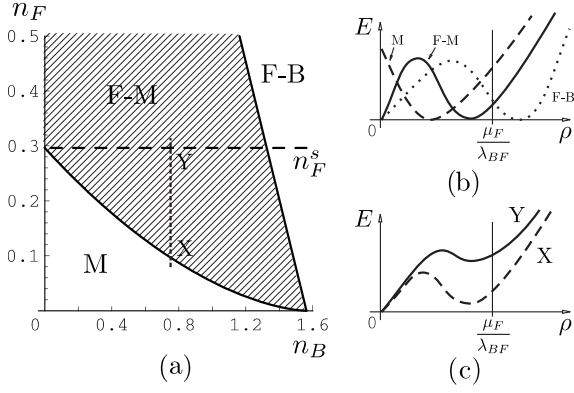 n_F
0.5
0.4
0.3
0.2
0.1
F-M
F-B
Y
n_F^s
X
M
0
0.4
0.8
1.2
1.6
n_B
(a)
E
M
F-M
F-B
0
μ_F
λ_BF
ρ
(b)
E
Y
X
0
μ_F
λ_BF
ρ
(c)